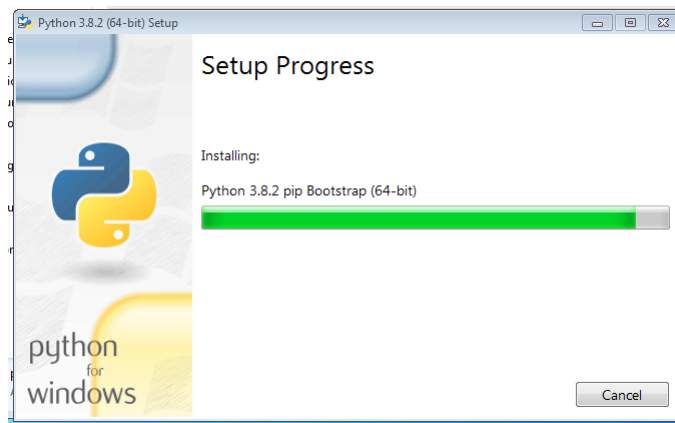 Python 3.8.2 (64-bit) Setup
Setup Progress
Installing:
Python 3.8.2 pip Bootstrap (64-bit)
python
for
windows
Cancel